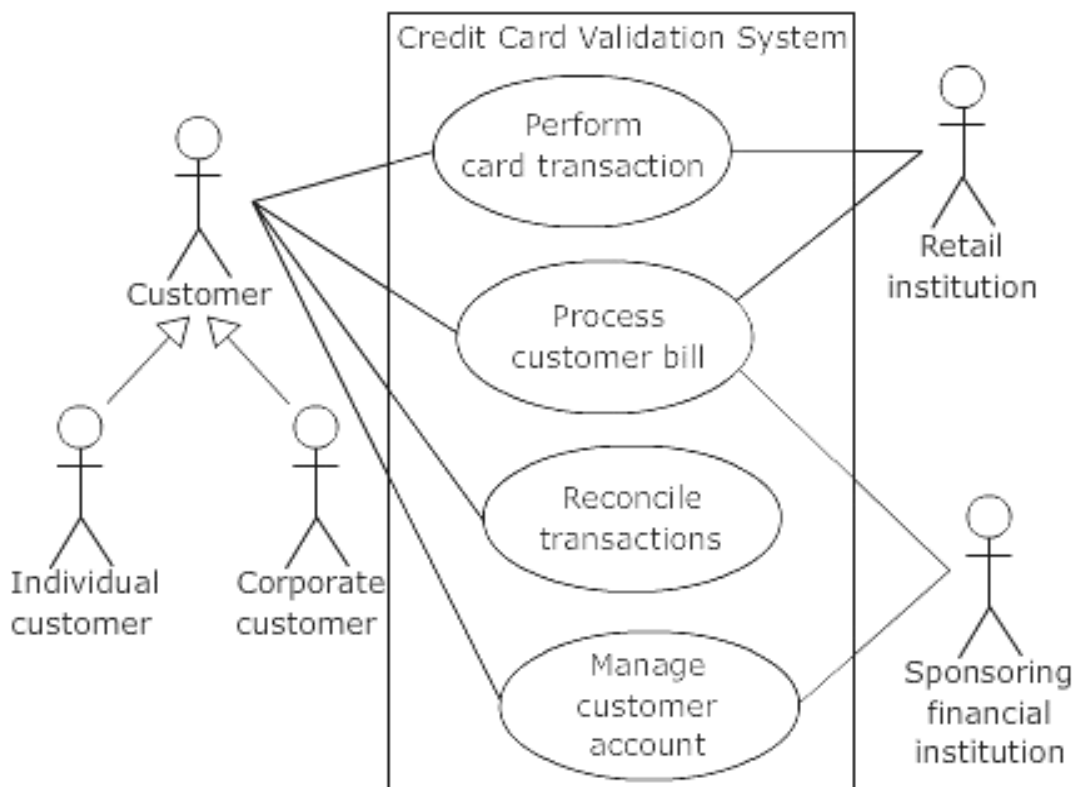 Credit Card Validation System
Perform
card transaction
Customer
Retail
institution
Process
customer bill
Reconcile
transactions
Individual
customer
Corporate
customer
Manage
customer
account
Sponsoring
financial
institution